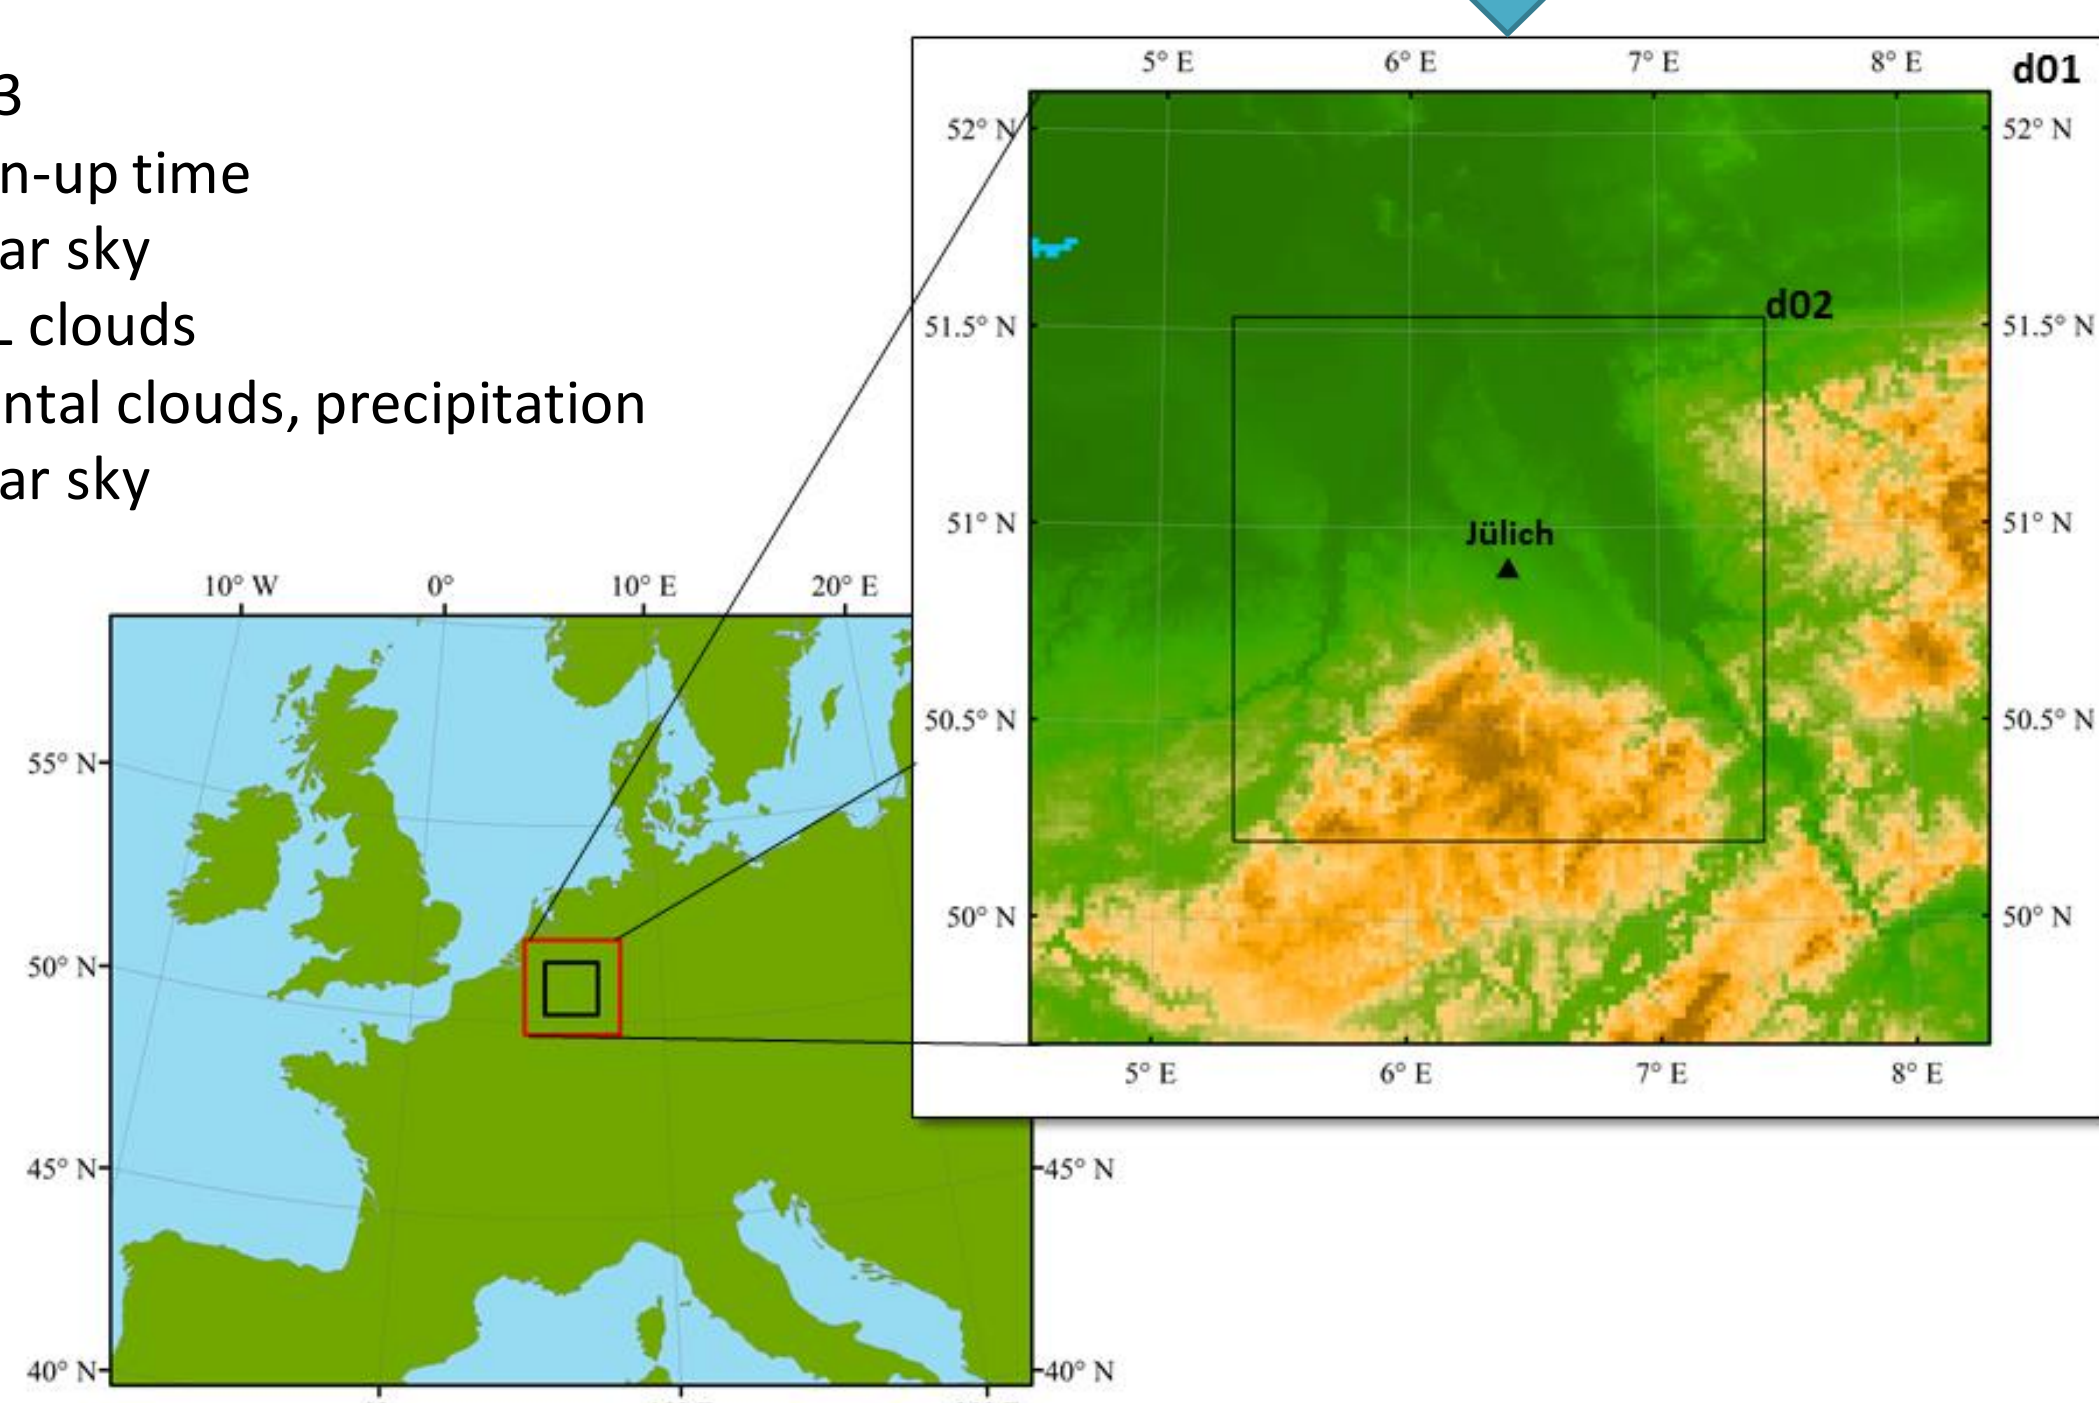 3
n-up time
ar sky
L clouds
ntal clouds, precipitation
ar sky
10° W 0° 10° E 20° E
55° N
50° N
45° N 45° N
40° N 40° N
5° E 6° E 7° E 8° E d01
52° N 52° N
51.5° N 51.5° N
d02
51° N 51° N
Jülich
50.5° N 50.5° N
50° N 50° N
5° E 6° E 7° E 8° E